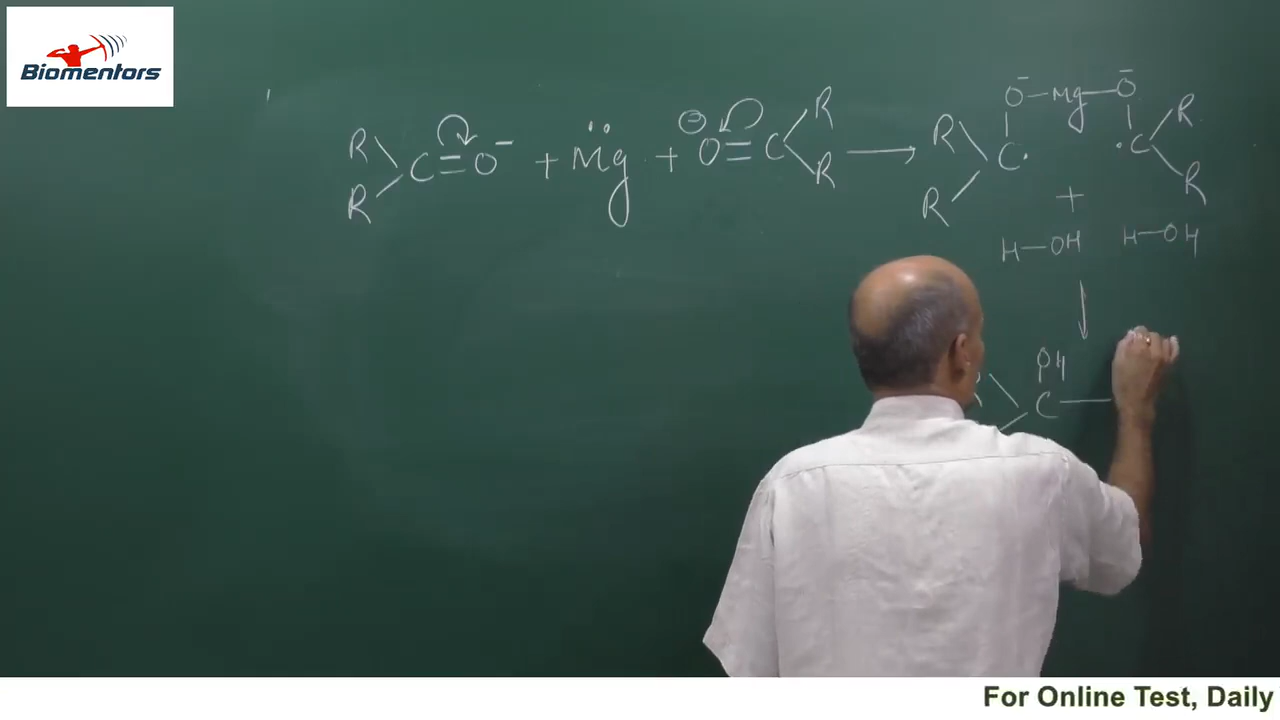 Biomentors
O⁻—Mg—O⁻
R R C=O⁻ + Mg + ⊖O=C R R → R R C· ·C R R
+
H—OH H—OH
OH
C—
For Online Test, Daily